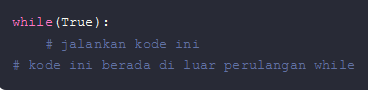 while(True):
    # jalankan kode ini
# kode ini berada di luar perulangan while